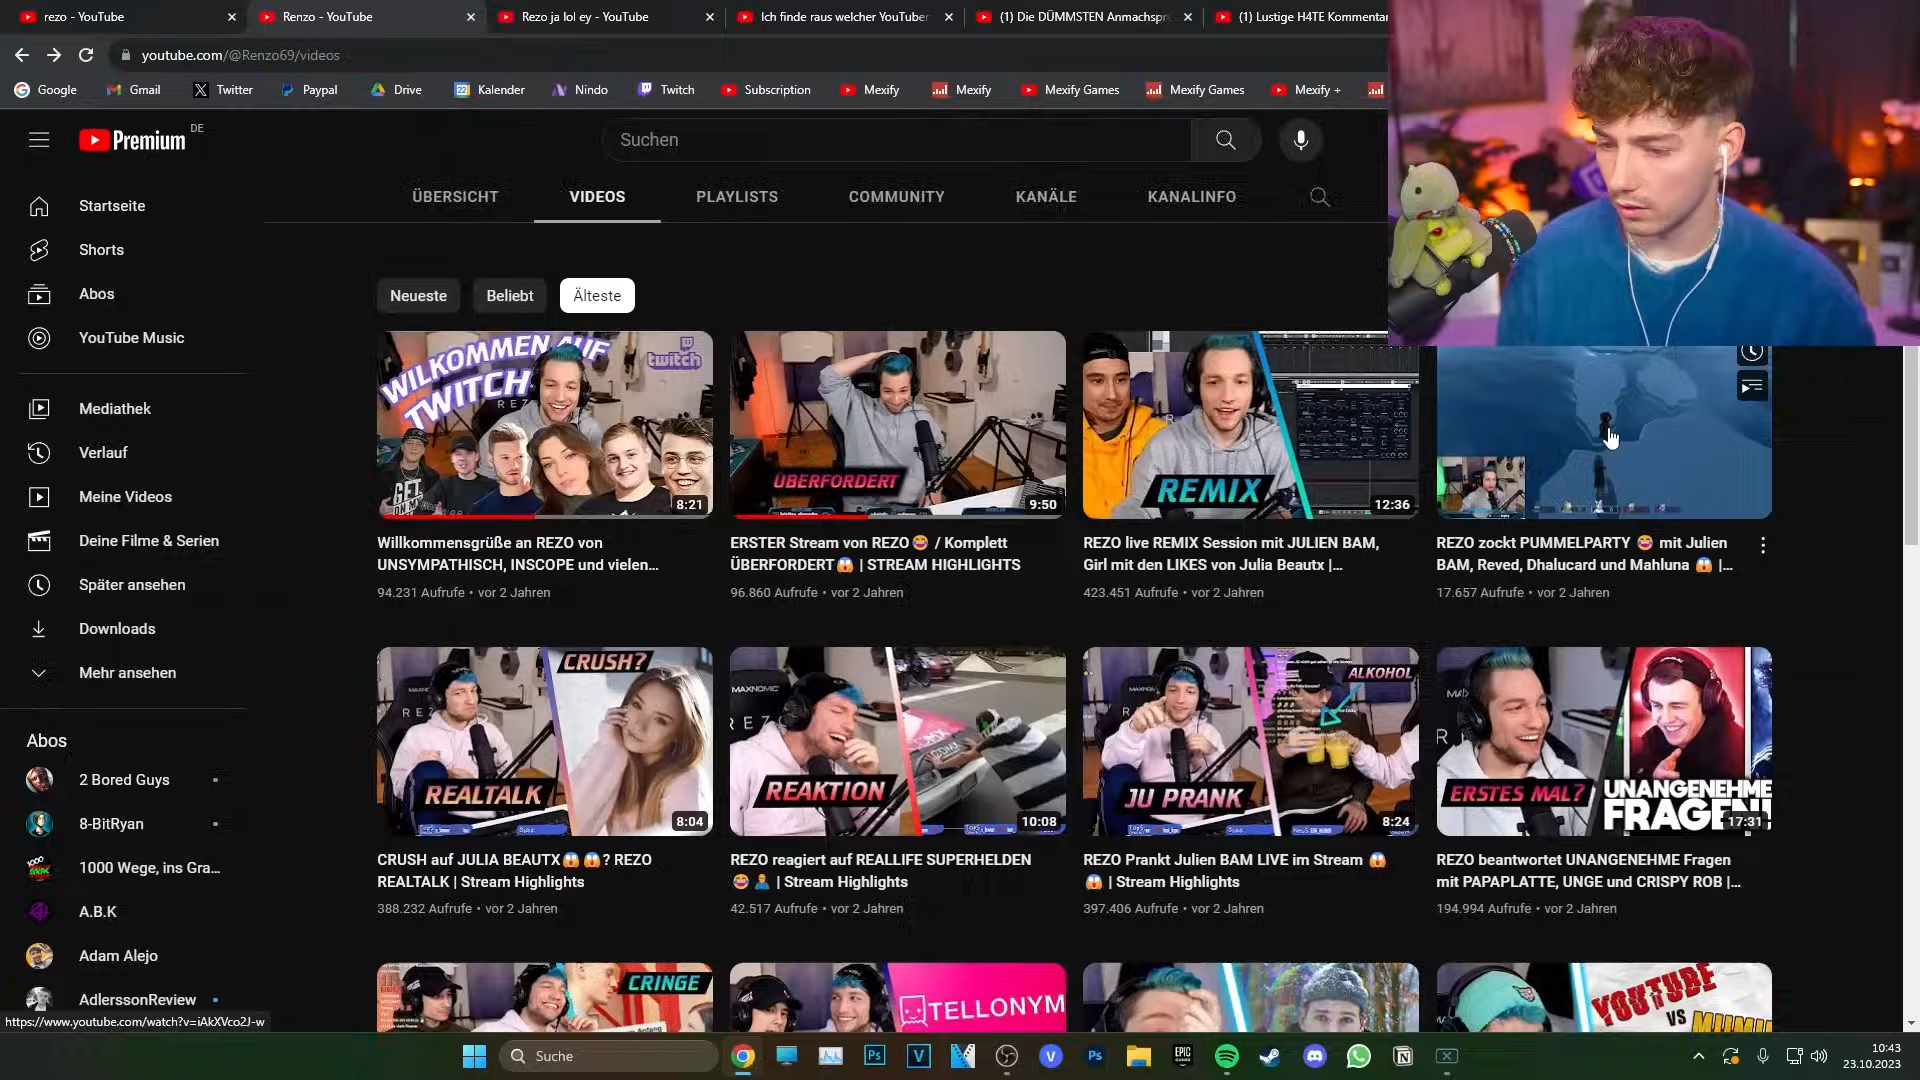 rezo - YouTube
Renzo - YouTube
Rezo ja lol ey - YouTube
Ich finde raus welcher YouTuber
(1) Die DÜMMSTEN Anmachspr
(1) Lustige H4TE Kommentar
youtube.com/@Renzo69/videos
Google
Gmail
Twitter
Paypal
Drive
Kalender
Nindo
Twitch
Subscription
Mexify
Mexify
Mexify Games
Mexify Games
Mexify +
Premium
DE
Suchen
ÜBERSICHT
VIDEOS
PLAYLISTS
COMMUNITY
KANÄLE
KANALINFO
Startseite
Shorts
Abos
YouTube Music
Mediathek
Verlauf
Meine Videos
Deine Filme & Serien
Später ansehen
Downloads
Mehr ansehen
Abos
2 Bored Guys
8-BitRyan
1000 Wege, ins Gra...
A.B.K
Adam Alejo
AdlerssonReview
https://www.youtube.com/watch?v=iAkXVco2J-w
Neueste
Beliebt
Älteste
WILKOMMEN AUF
TWITCH
twitch
8:21
ÜBERFORDERT
9:50
REMIX
12:36
Willkommensgrüße an REZO von
UNSYMPATHISCH, INSCOPE und vielen...
94.231 Aufrufe • vor 2 Jahren
ERSTER Stream von REZO😂 / Komplett
ÜBERFORDERT😱 | STREAM HIGHLIGHTS
96.860 Aufrufe • vor 2 Jahren
REZO live REMIX Session mit JULIEN BAM,
Girl mit den LIKES von Julia Beautx |...
423.451 Aufrufe • vor 2 Jahren
REZO zockt PUMMELPARTY 😂 mit Julien
BAM, Reved, Dhalucard und Mahluna 😱 |...
17.657 Aufrufe • vor 2 Jahren
CRUSH?
REALTALK
8:04
REAKTION
10:08
ALKOHOL
JU PRANK
8:24
ERSTES MAL?
UNANGENEHME
FRAGEN!
17:31
CRUSH auf JULIA BEAUTX😱😱? REZO
REALTALK | Stream Highlights
388.232 Aufrufe • vor 2 Jahren
REZO reagiert auf REALLIFE SUPERHELDEN
😂🤦‍♂️ | Stream Highlights
42.517 Aufrufe • vor 2 Jahren
REZO Prankt Julien BAM LIVE im Stream 😱
😱 | Stream Highlights
397.406 Aufrufe • vor 2 Jahren
REZO beantwortet UNANGENEHME Fragen
mit PAPAPLATTE, UNGE und CRISPY ROB |...
194.994 Aufrufe • vor 2 Jahren
CRINGE
TELLONYM
YOUTUBE
VS
Suche
10:43
23.10.2023